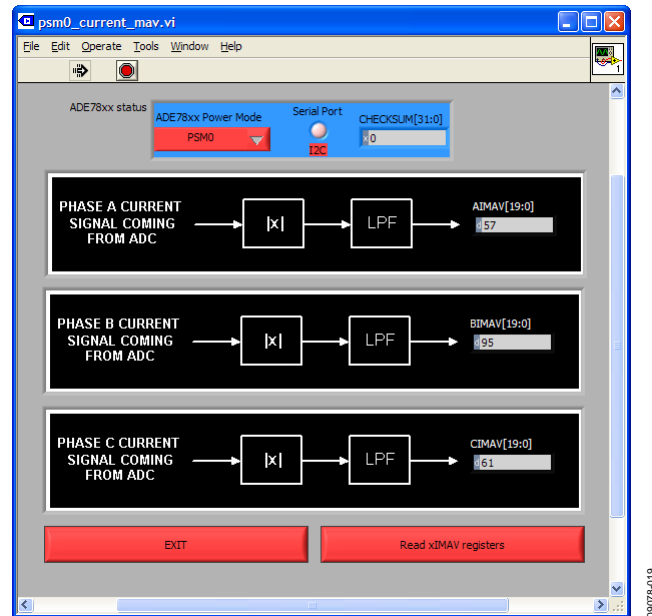 psm0_current_mav.vi
File Edit Operate Tools Window Help
1
ADE78xx status
ADE78xx Power Mode
PSM0
Serial Port
I2C
CHECKSUM[31:0]
x 0
PHASE A CURRENT
SIGNAL COMING
FROM ADC
|x|
LPF
AIMAV[19:0]
d 57
PHASE B CURRENT
SIGNAL COMING
FROM ADC
|x|
LPF
BIMAV[19:0]
d 95
PHASE C CURRENT
SIGNAL COMING
FROM ADC
|x|
LPF
CIMAV[19:0]
d 61
EXIT
Read xIMAV registers
09078-019